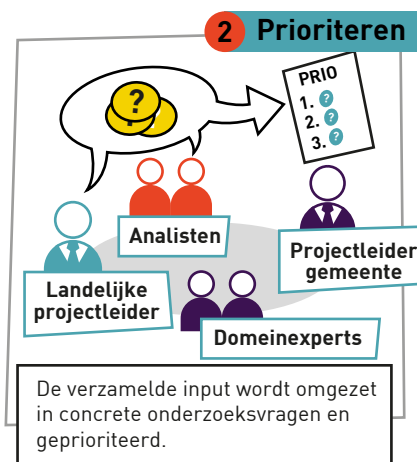 2 Prioriteren
?
PRIO
1. ?
2. ?
3. ?
Analisten
Projectleider
gemeente
Landelijke
projectleider
Domeinexperts
De verzamelde input wordt omgezet
in concrete onderzoeksvragen en
geprioriteerd.